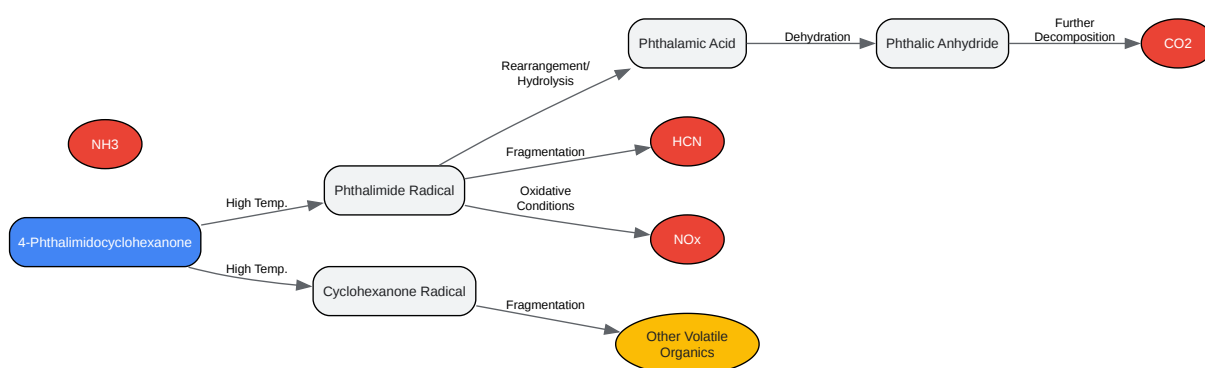 Further
Decomposition
Phthalamic Acid
Dehydration
Phthalic Anhydride
CO2
Rearrangement/
Hydrolysis
NH3
HCN
Fragmentation
Phthalimide Radical
High Temp.
Oxidative
Conditions
NOx
4-Phthalimidocyclohexanone
High Temp.
Cyclohexanone Radical
Fragmentation
Other Volatile
Organics